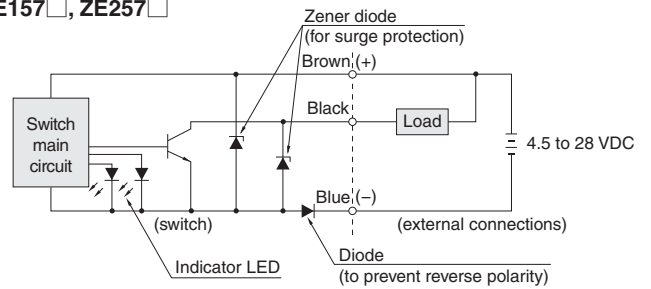 E157□, ZE257□
Zener diode
(for surge protection)
Brown (+)
Black
Load
Switch
main
circuit
4.5 to 28 VDC
Blue (−)
(switch)
(external connections)
Indicator LED
Diode
(to prevent reverse polarity)